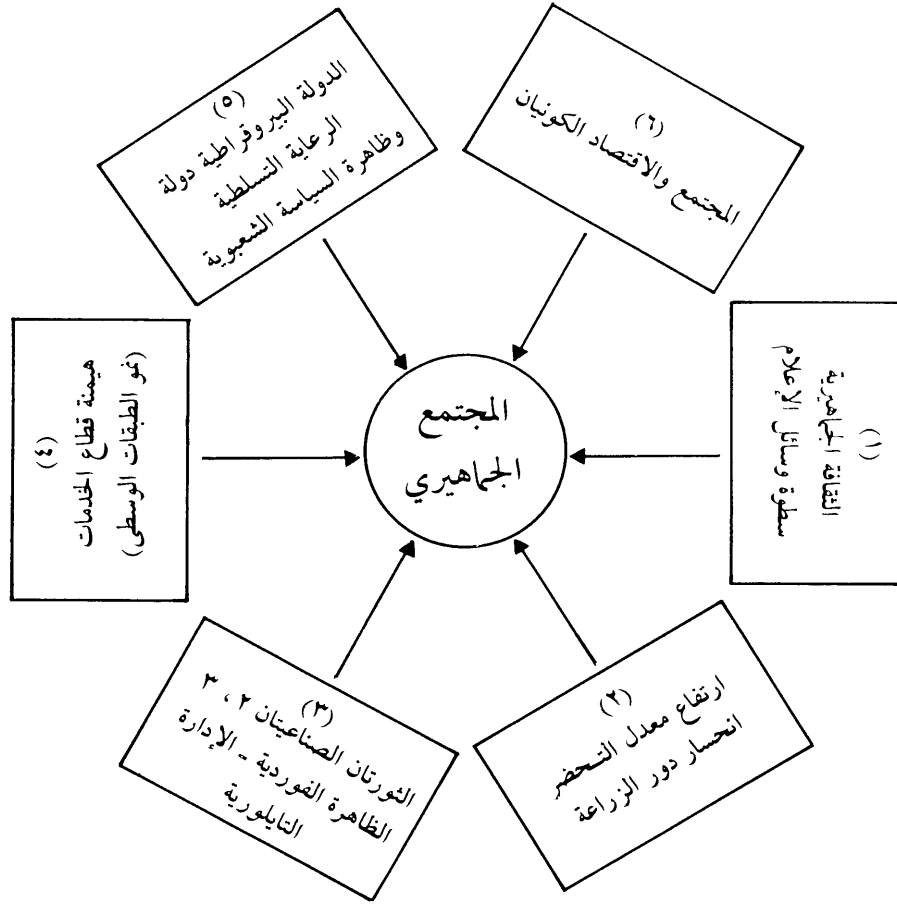 (١)
الثقافة الجماهيرية
سطوة وسائل الإعلام
(٢)
ارتفاع معدل التحضر
انحسار دور الزراعة
(٣)
الثورتان الصناعيتان ٢ ، ٣
الظاهرة الفوردية - الإدارة
التايلورية
(٤)
هيمنة قطاع الخدمات
(نمو الطبقات الوسطى)
(٥)
الدولة البيروقراطية دولة
الرعاية التسلطية
وظاهرة السياسة الشعبوية
(٦)
المجتمع والاقتصاد الكونيان
المجتمع
الجماهيري